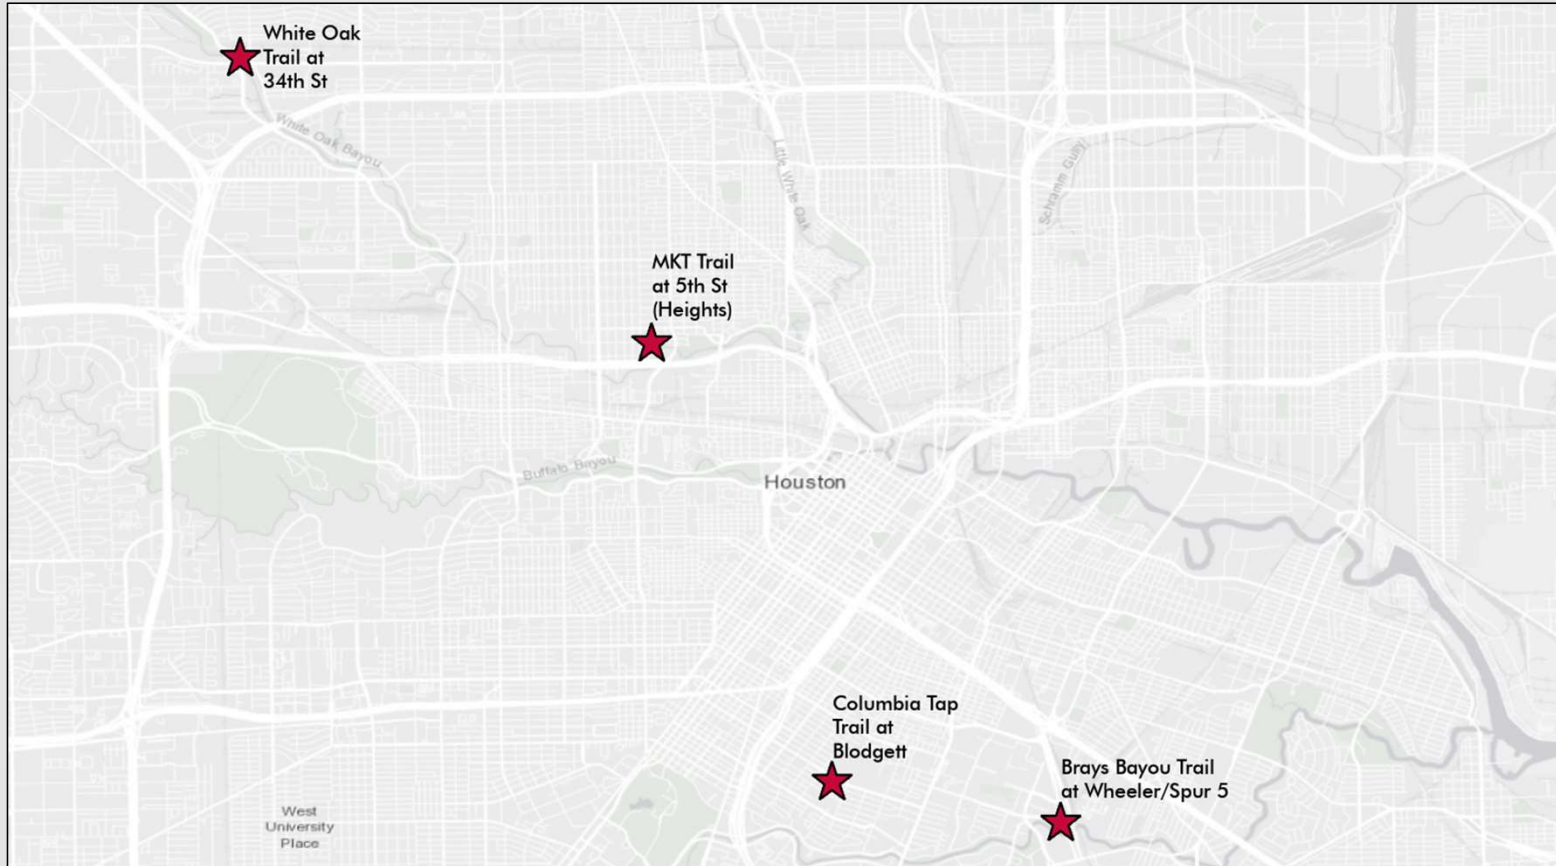 White Oak
Trail at
34th St
White Oak Bayou
Little White Oak
Schramm Gully
MKT Trail
at 5th St
(Heights)
Buffalo Bayou
Houston
Columbia Tap
Trail at
Blodgett
Brays Bayou Trail
at Wheeler/Spur 5
West
University
Place